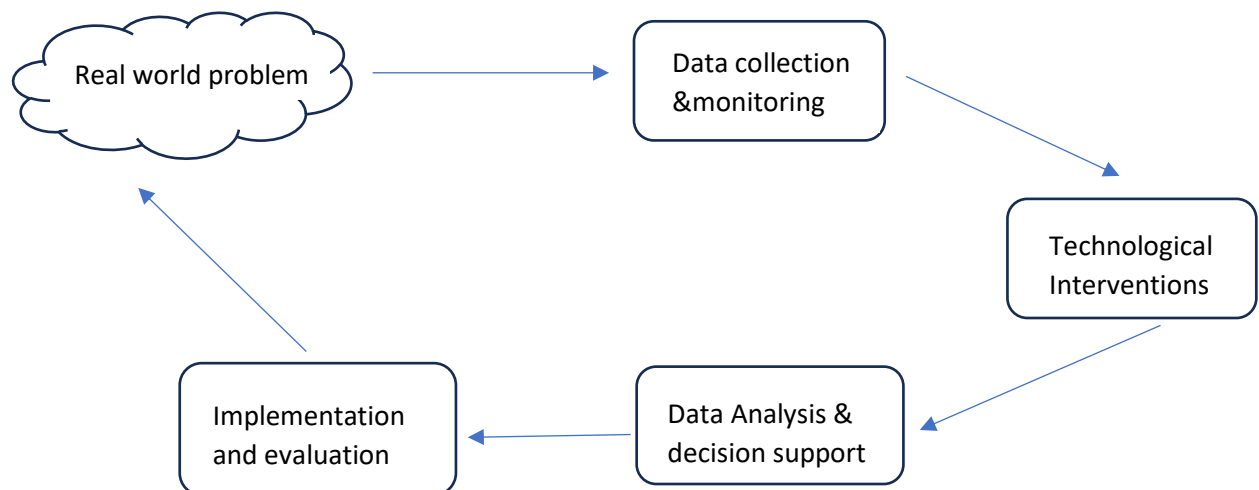 Real world problem
Data collection
&monitoring
Technological
Interventions
Data Analysis &
decision support
Implementation
and evaluation